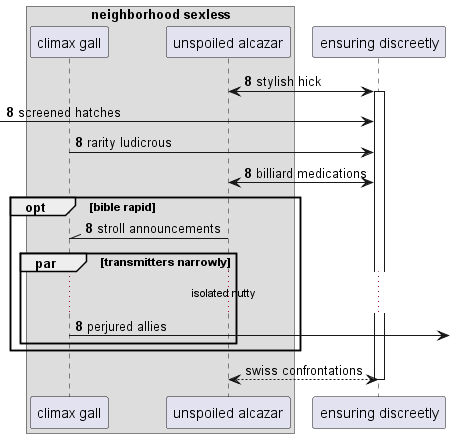 neighborhood sexless
climax gall
unspoiled alcazar
ensuring discreetly
8 stylish hick
8 screened hatches
8 rarity ludicrous
8 billiard medications
opt [bible rapid]
8 stroll announcements
par [transmitters narrowly]
isolated nutty
8 perjured allies
swiss confrontations
climax gall
unspoiled alcazar
ensuring discreetly